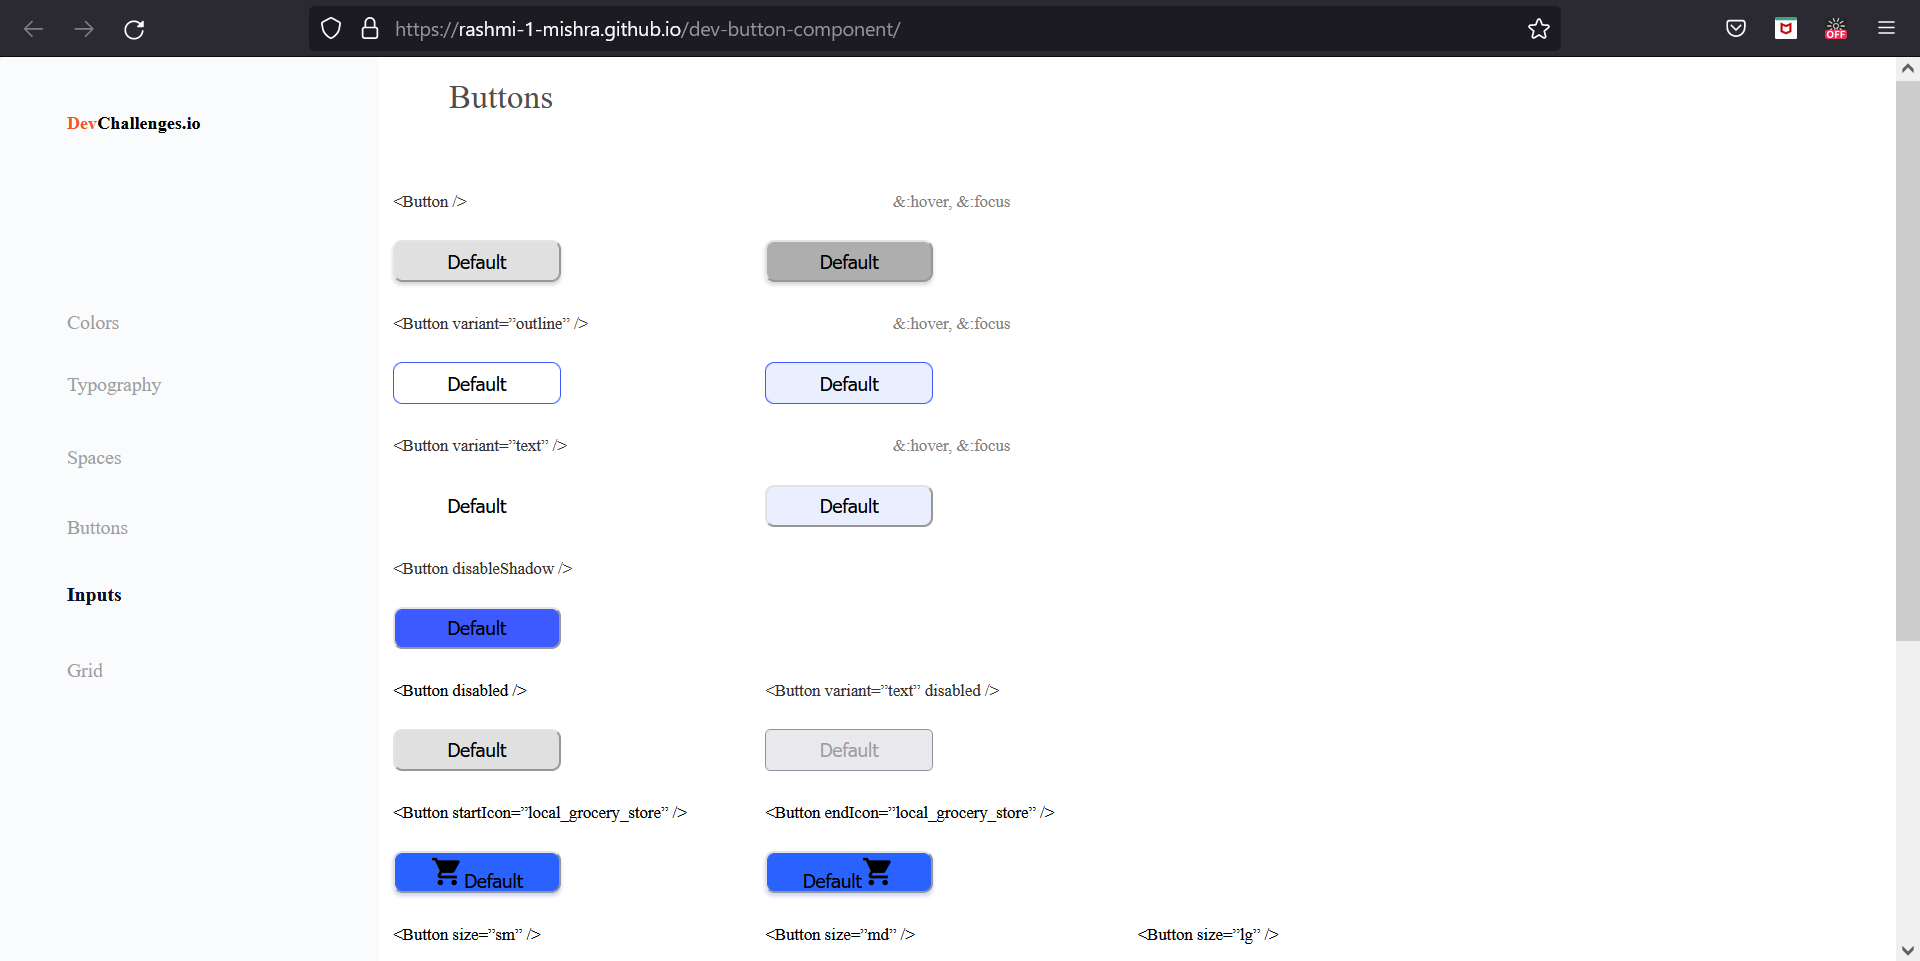 https://rashmi-1-mishra.github.io/dev-button-component/
OFF
DevChallenges.io
Colors
Typography
Spaces
Buttons
Inputs
Grid
Buttons
<Button />
&:hover, &:focus
Default
Default
<Button variant=”outline” />
&:hover, &:focus
Default
Default
<Button variant=”text” />
&:hover, &:focus
Default
Default
<Button disableShadow />
Default
<Button disabled />
<Button variant=”text” disabled />
Default
Default
<Button startIcon=”local_grocery_store” />
<Button endIcon=”local_grocery_store” />
Default
Default
<Button size=”sm” />
<Button size=”md” />
<Button size=”lg” />